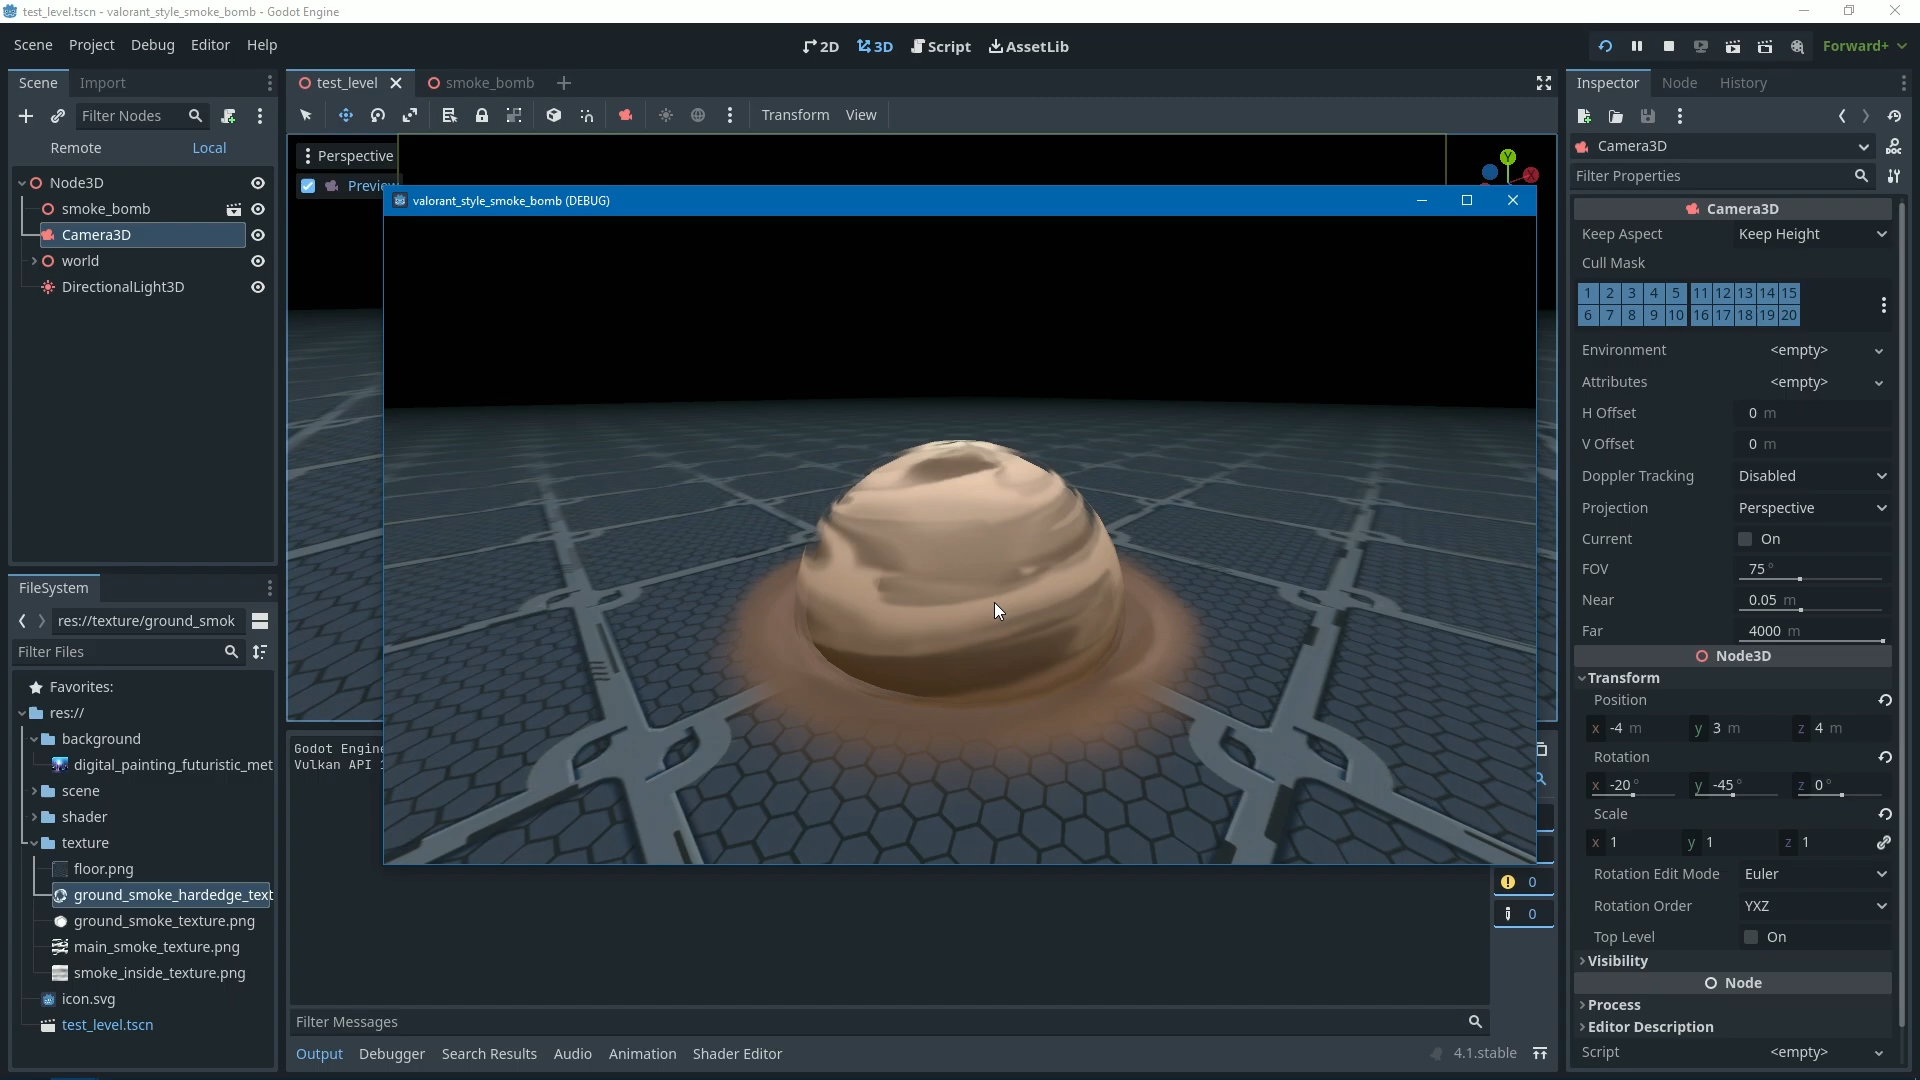 test_level.tscn - valorant_style_smoke_bomb - Godot Engine
Scene Project Debug Editor Help
2D 3D Script AssetLib
Forward+
Scene Import
test_level
smoke_bomb
Inspector Node History
Filter Nodes
Transform View
Remote Local
Perspective
Camera3D
Y
X
Filter Properties
Node3D
Preview
smoke_bomb
valorant_style_smoke_bomb (DEBUG)
Camera3D
Camera3D
world
Keep Aspect Keep Height
DirectionalLight3D
Cull Mask
1 2 3 4 5 11 12 13 14 15
6 7 8 9 10 16 17 18 19 20
Environment <empty>
Attributes <empty>
H Offset 0 m
V Offset 0 m
Doppler Tracking Disabled
Projection Perspective
Current On
FOV 75 °
Near 0.05 m
Far 4000 m
FileSystem
res://texture/ground_smok
Filter Files
Favorites:
res://
background
digital_painting_futuristic_met
scene
shader
texture
floor.png
ground_smoke_hardedge_text
ground_smoke_texture.png
main_smoke_texture.png
smoke_inside_texture.png
icon.svg
test_level.tscn
Godot Engine
Vulkan API
0
0
Filter Messages
Output Debugger Search Results Audio Animation Shader Editor
4.1.stable
Node3D
Transform
Position
x -4 m y 3 m z 4 m
Rotation
x -20 ° y -45 ° z 0 °
Scale
x 1 y 1 z 1
Rotation Edit Mode Euler
Rotation Order YXZ
Top Level On
Visibility
Node
Process
Editor Description
Script <empty>